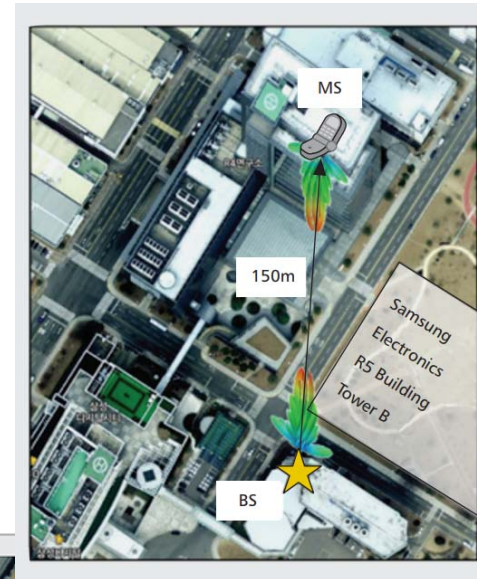 MS
150m
Samsung
Electronics
R5 Building
Tower B
BS